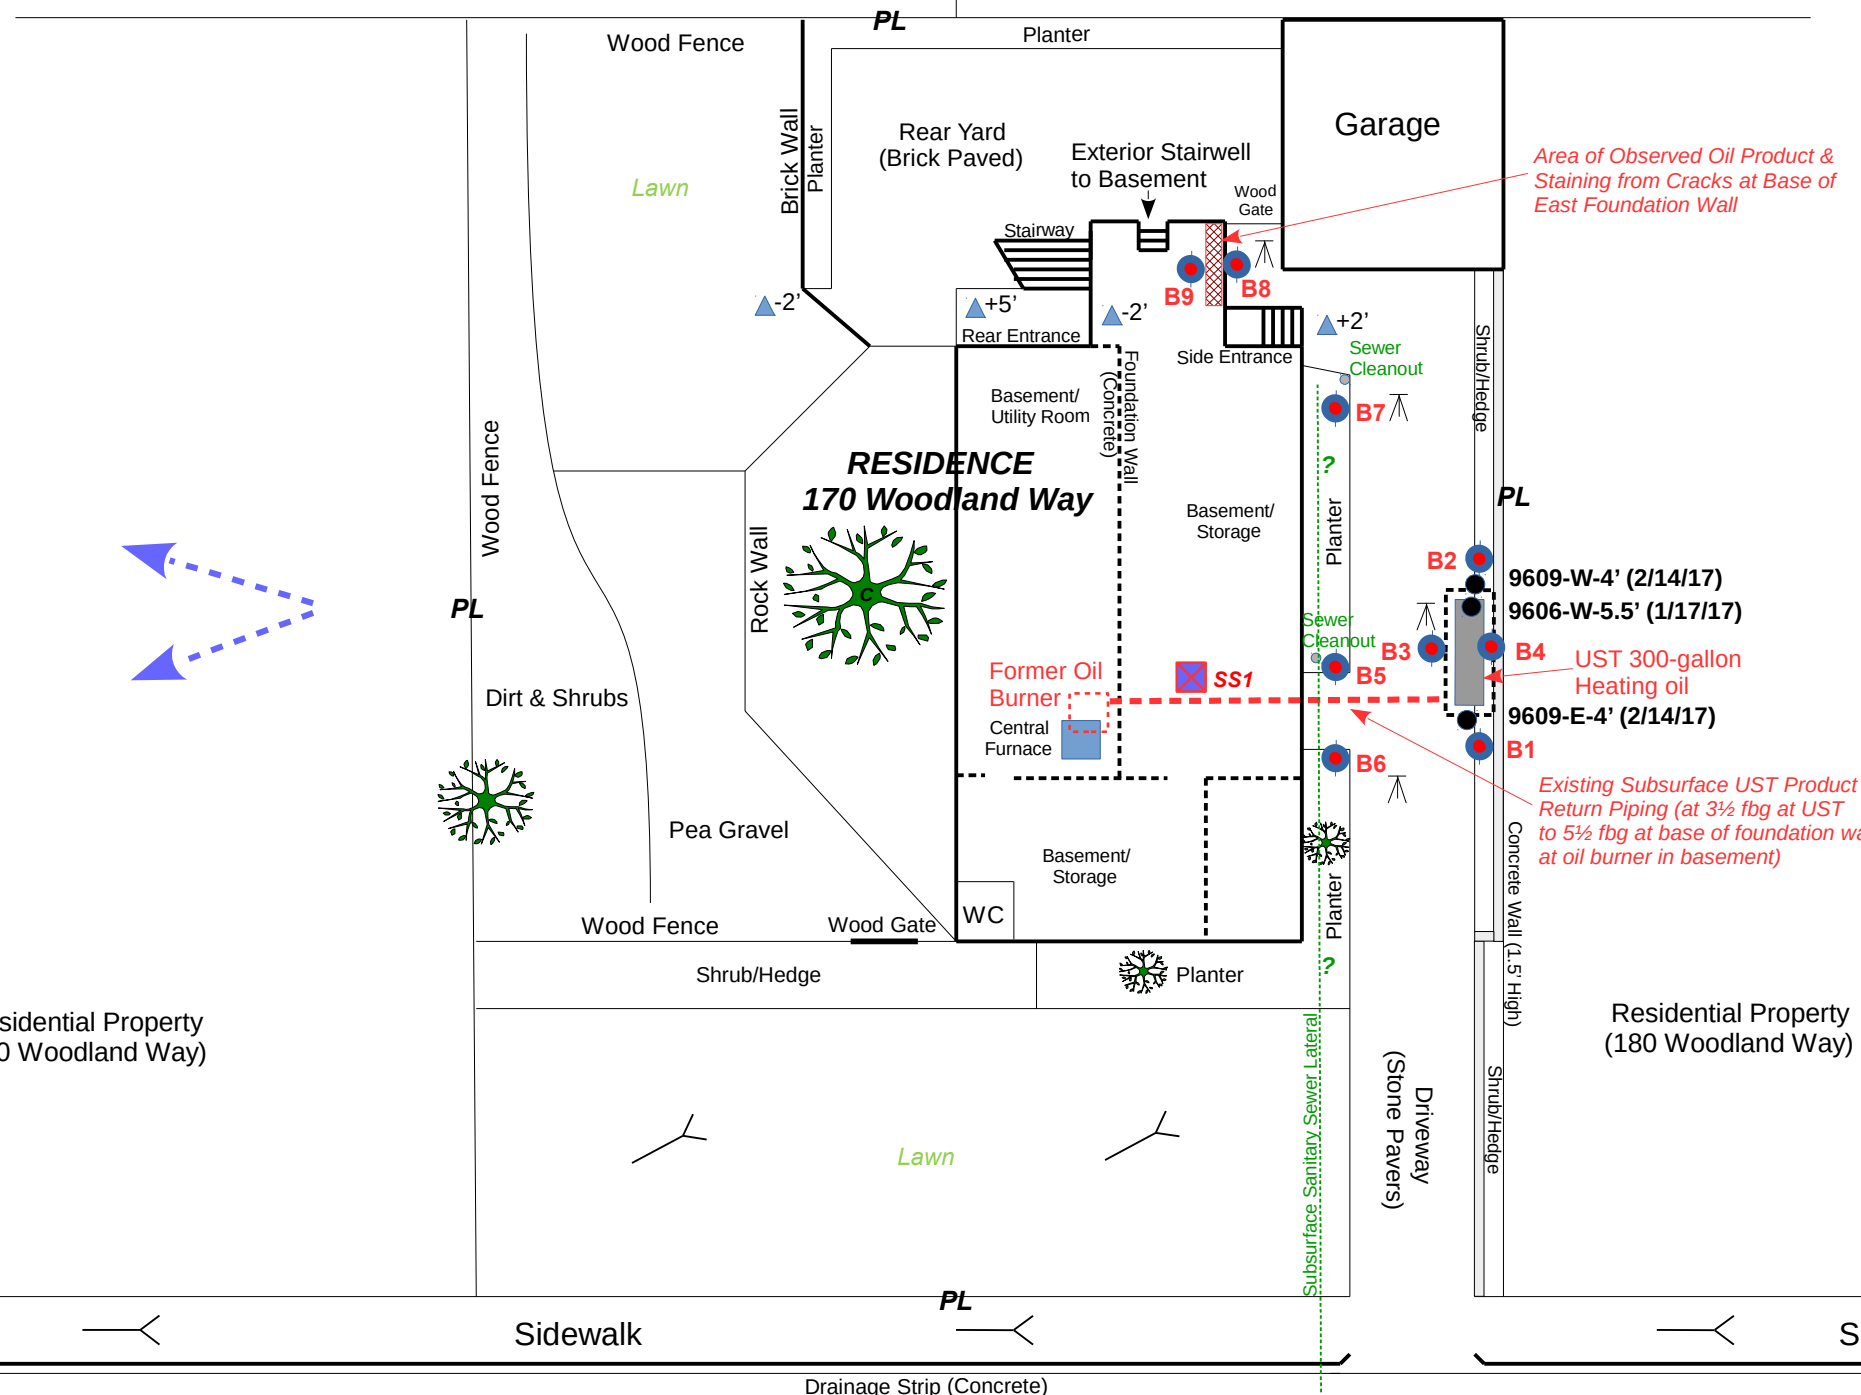 PL
Wood Fence
Planter
Brick Wall
Planter
Rear Yard
(Brick Paved)
Exterior Stairwell
to Basement
Wood
Gate
Garage
Area of Observed Oil Product &
Staining from Cracks at Base of
East Foundation Wall
Lawn
Stairway
B9
B8
-2’
+5’
-2’
+2’
Rear Entrance
Side Entrance
Sewer
Cleanout
Shrub/Hedge
Foundation Wall
(Concrete)
Basement/
Utility Room
B7
RESIDENCE
170 Woodland Way
?
Wood Fence
PL
Basement/
Storage
Planter
Rock Wall
C
B2
9609-W-4’ (2/14/17)
9606-W-5.5’ (1/17/17)
PL
Sewer
Cleanout
B3
B4
UST 300-gallon
Heating oil
Former Oil
Burner
SS1
B5
Dirt & Shrubs
9609-E-4’ (2/14/17)
Central
Furnace
B6
B1
Existing Subsurface UST Product
Return Piping (at 3½ fbg at UST
to 5½ fbg at base of foundation wa
at oil burner in basement)
Pea Gravel
Basement/
Storage
Planter
Concrete Wall (1.5’ High)
WC
Wood Fence
Wood Gate
Shrub/Hedge
Planter
?
sidential Property
0 Woodland Way)
Residential Property
(180 Woodland Way)
Subsurface Sanitary Sewer Lateral
Driveway
(Stone Pavers)
Shrub/Hedge
Lawn
PL
Sidewalk
S
Drainage Strip (Concrete)